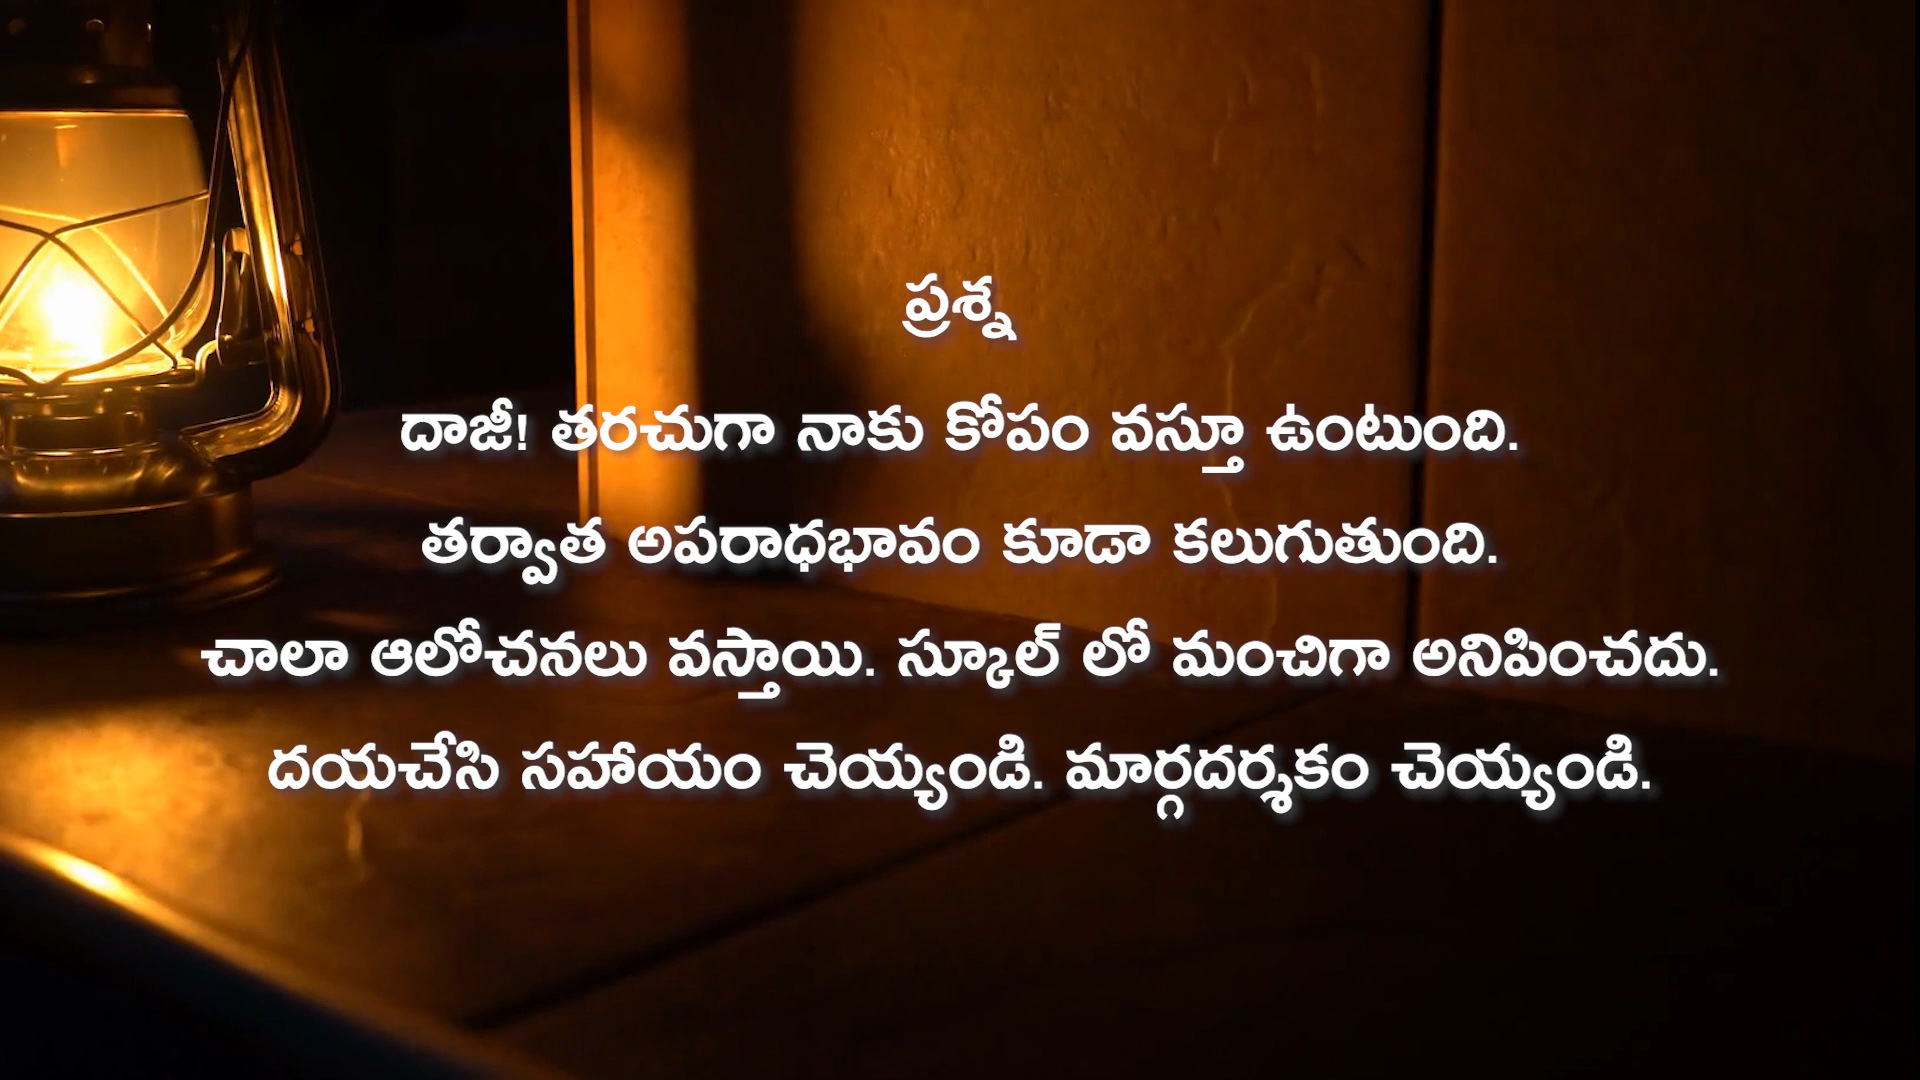 ప్రశ్న
దాజీ! తరచుగా నాకు కోపం వస్తూ ఉంటుంది.
తర్వాత అపరాధభావం కూడా కలుగుతుంది.
చాలా ఆలోచనలు వస్తాయి. స్కూల్ లో మంచిగా అనిపించదు.
దయచేసి సహాయం చెయ్యండి. మార్గదర్శకం చెయ్యండి.